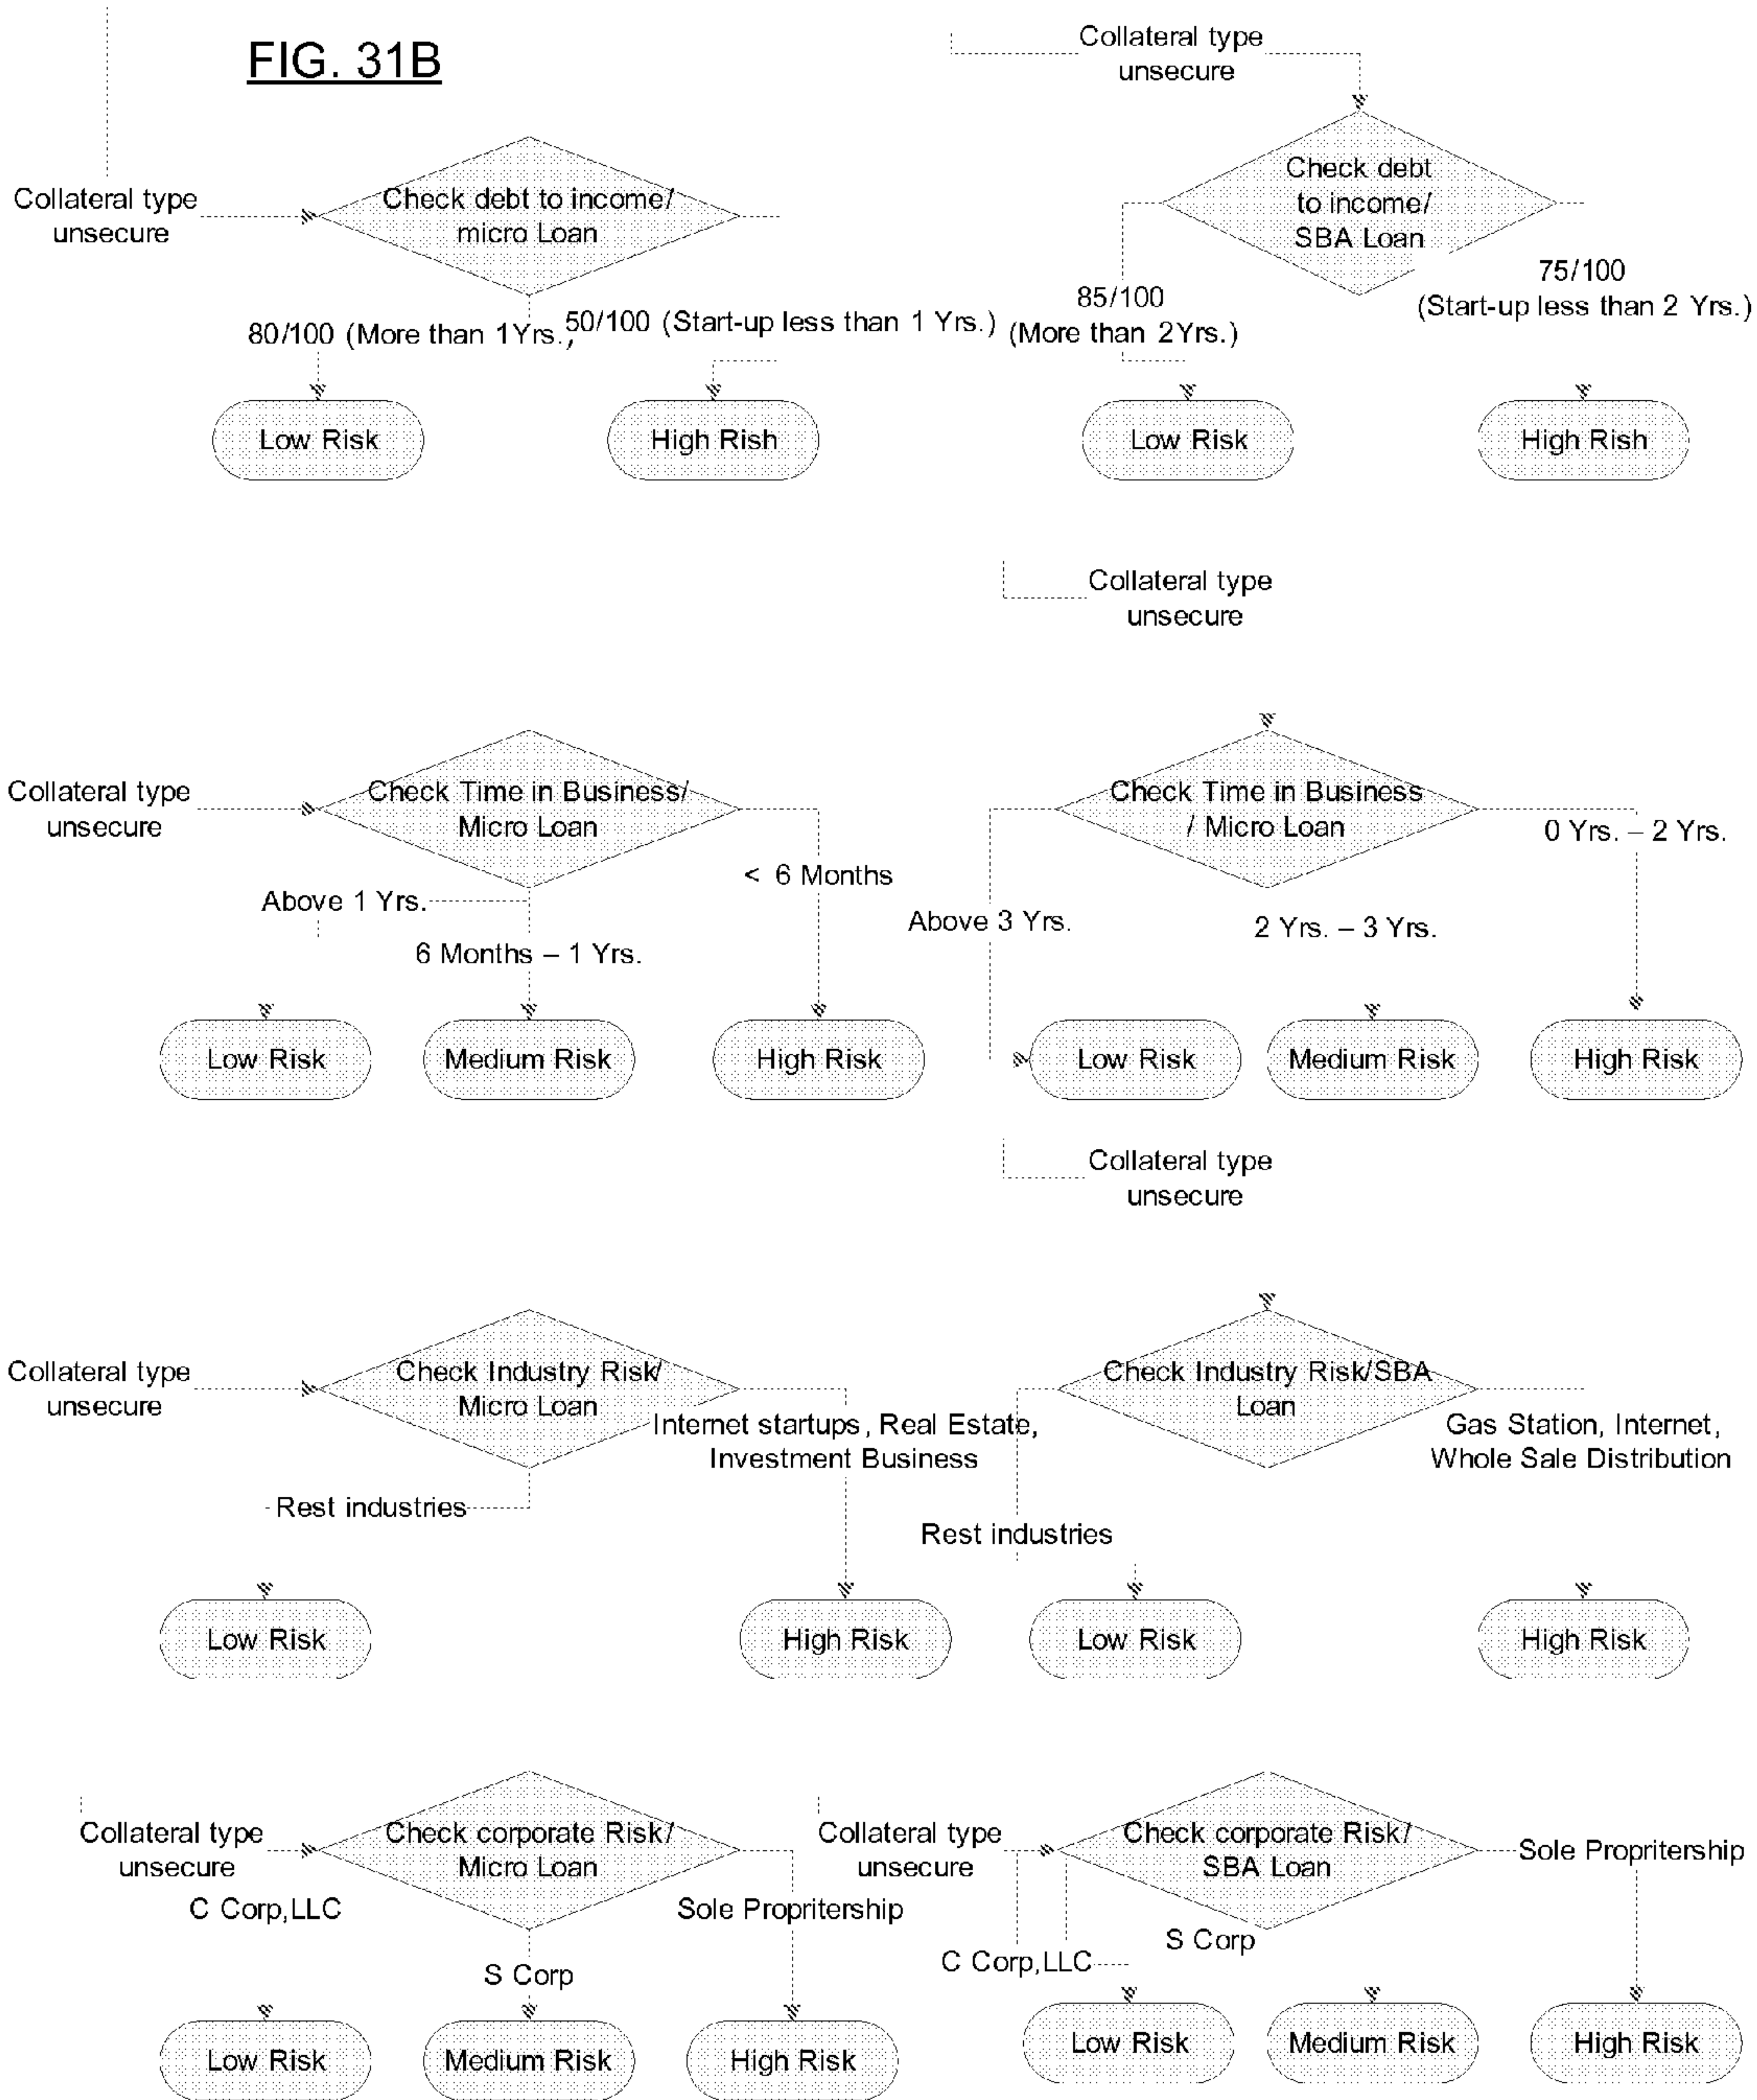 FIG. 31B
Collateral type
unsecure
Check debt to income/
micro Loan
80/100 (More than 1Yrs.,
50/100 (Start-up less than 1 Yrs.)
Low Risk
High Rish
Collateral type
unsecure
Check debt
to income/
SBA Loan
85/100
(More than 2Yrs.)
75/100
(Start-up less than 2 Yrs.)
Low Risk
High Rish
Collateral type
unsecure
Check Time in Business/
Micro Loan
Above 1 Yrs.
6 Months – 1 Yrs.
< 6 Months
Low Risk
Medium Risk
High Risk
Collateral type
unsecure
Check Time in Business
/ Micro Loan
Above 3 Yrs.
2 Yrs. – 3 Yrs.
0 Yrs. – 2 Yrs.
Low Risk
Medium Risk
High Risk
Collateral type
unsecure
Check Industry Risk/
Micro Loan
Rest industries
Internet startups, Real Estate,
Investment Business
Low Risk
High Risk
Collateral type
unsecure
Check Industry Risk/SBA
Loan
Rest industries
Gas Station, Internet,
Whole Sale Distribution
Low Risk
High Risk
Collateral type
unsecure
Check corporate Risk/
Micro Loan
C Corp,LLC
S Corp
Sole Propritership
Low Risk
Medium Risk
High Risk
Collateral type
unsecure
Check corporate Risk/
SBA Loan
C Corp,LLC
S Corp
Sole Propritership
Low Risk
Medium Risk
High Risk